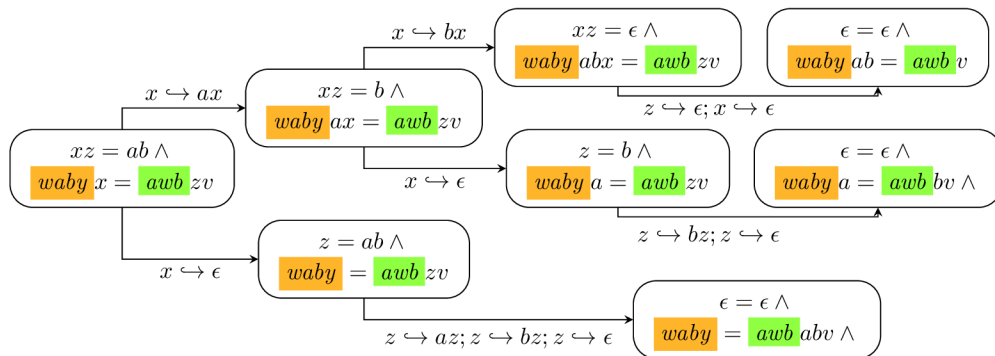 x ↪ bx
xz = ϵ ∧
waby abx = awb zv
ϵ = ϵ ∧
waby ab = awb v
z ↪ ϵ; x ↪ ϵ
x ↪ ax
xz = b ∧
waby ax = awb zv
xz = ab ∧
waby x = awb zv
x ↪ ϵ
z = b ∧
waby a = awb zv
ϵ = ϵ ∧
waby a = awb bv ∧
z ↪ bz; z ↪ ϵ
x ↪ ϵ
z = ab ∧
waby = awb zv
z ↪ az; z ↪ bz; z ↪ ϵ
ϵ = ϵ ∧
waby = awb abv ∧